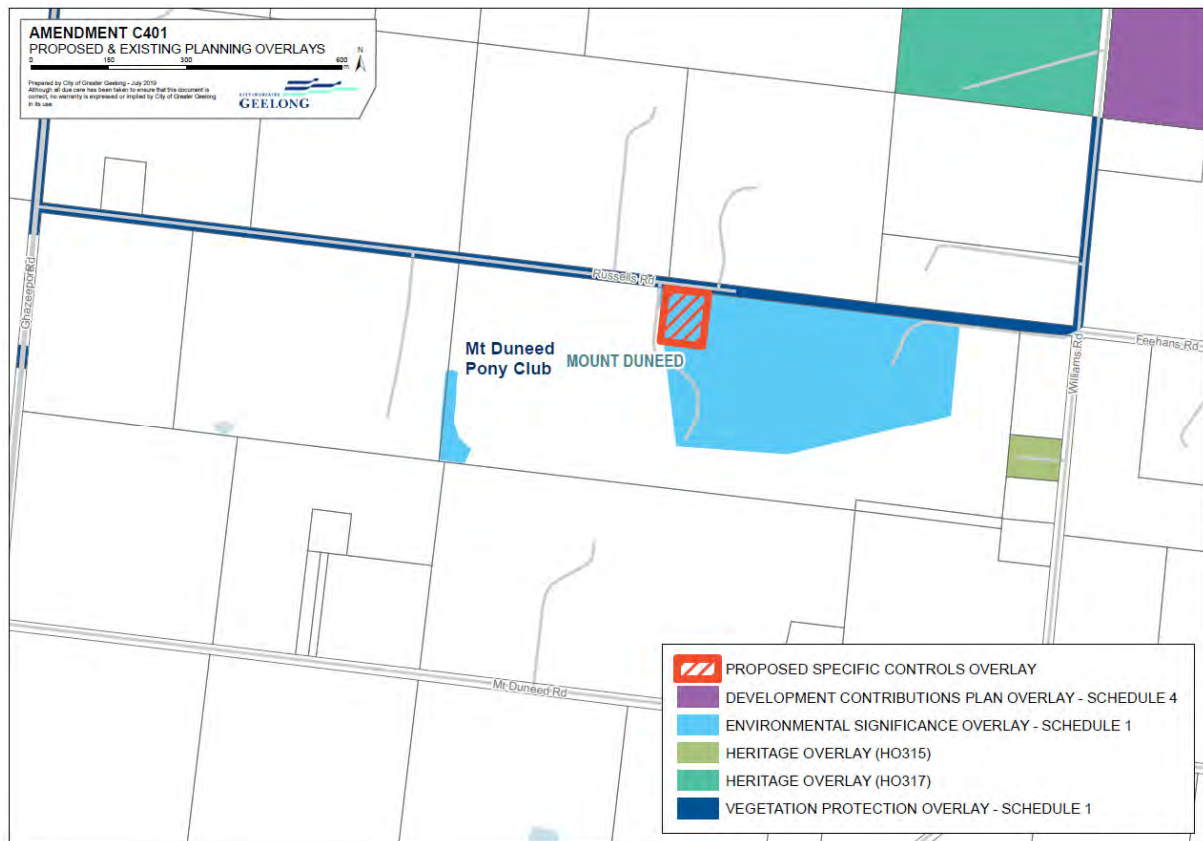 AMENDMENT C401
PROPOSED & EXISTING PLANNING OVERLAYS
0 150 300 600
m
N
Prepared by City of Greater Geelong - July 2019
Although all due care has been taken to ensure that this document is
correct, no warranty is expressed or implied by City of Greater Geelong
in its use.
CITY OF GREATER
GEELONG
Ghazeepore Rd
Russells Rd
Mt Duneed
Pony Club
MOUNT DUNEED
Williams Rd
Feehans Rd
Mt Duneed Rd
PROPOSED SPECIFIC CONTROLS OVERLAY
DEVELOPMENT CONTRIBUTIONS PLAN OVERLAY - SCHEDULE 4
ENVIRONMENTAL SIGNIFICANCE OVERLAY - SCHEDULE 1
HERITAGE OVERLAY (HO315)
HERITAGE OVERLAY (HO317)
VEGETATION PROTECTION OVERLAY - SCHEDULE 1